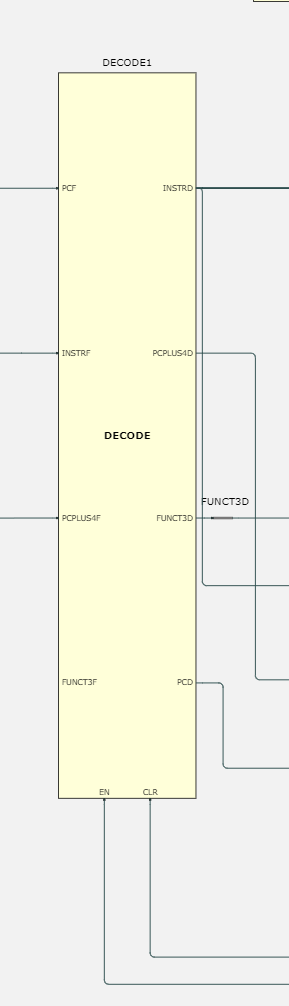 DECODE1
PCF INSTRD
INSTRF PCPLUS4D
DECODE
FUNCT3D
PCPLUS4F FUNCT3D
FUNCT3F PCD
EN CLR